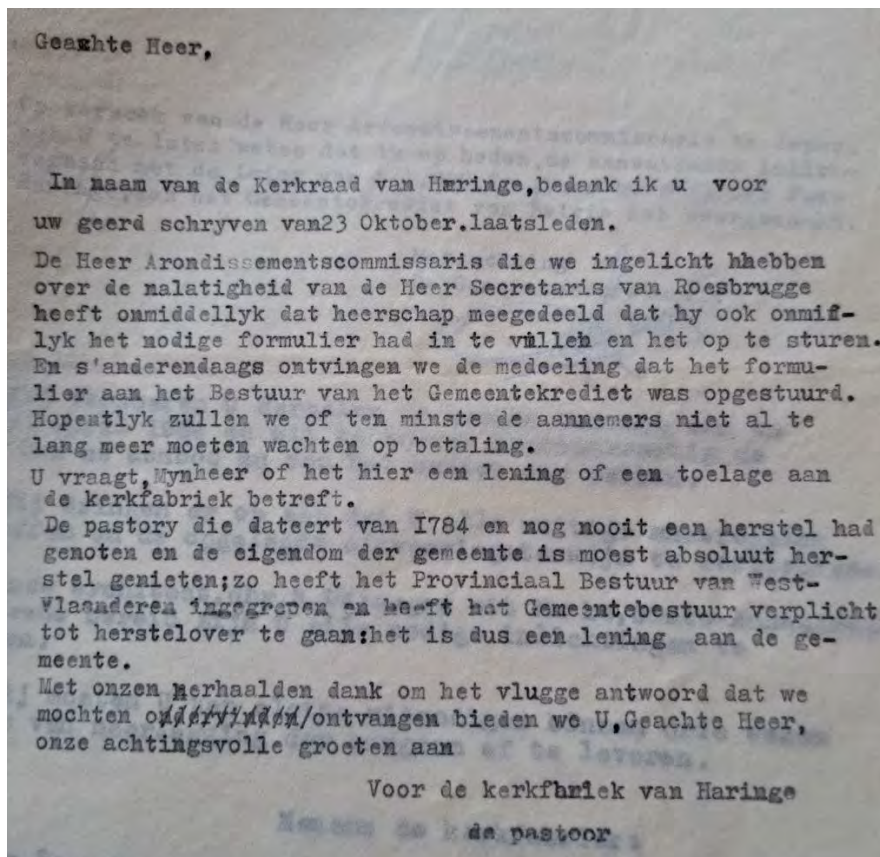 Geachte Heer,
In naam van de Kerkraad van Haringe,bedank ik u voor
uw geerd schryven van23 Oktober.laatsleden.
De Heer Arondissementscommissaris die we ingelicht hhebben
over de nalatigheid van de Heer Secretaris van Roesbrugge
heeft onmiddellyk dat heerschap meegedeeld dat hy ook onmid-
lyk het nodige formulier had in te vullen en het op te sturen.
En s'anderendaags ontvingen we de medeeling dat het formu-
lier aan het Bestuur van het Gemeentekrediet was opgestuurd.
Hopentlyk zullen we of ten minste de aannemers niet al te
lang meer moeten wachten op betaling.
U vraagt,Mynheer of het hier een lening of een toelage aan
de kerkfabriek betreft.
De pastory die dateert van I784 en nog nooit een herstel had
genoten en de eigendom der gemeente is moest absoluut her-
stel genieten;zo heeft het Provinciaal Bestuur van West-
Vlaanderen ingegrepen en heeft hat Gemeentebestuur verplicht
tot herstelover te gaan:het is dus een lening aan de ge-
meente.
Met onzen herhaalden dank om het vlugge antwoord dat we
mochten /ontvangen bieden we U,Geachte Heer,
onze achtingsvolle groeten aan
Voor de kerkfbriek van Haringe
de pastoor